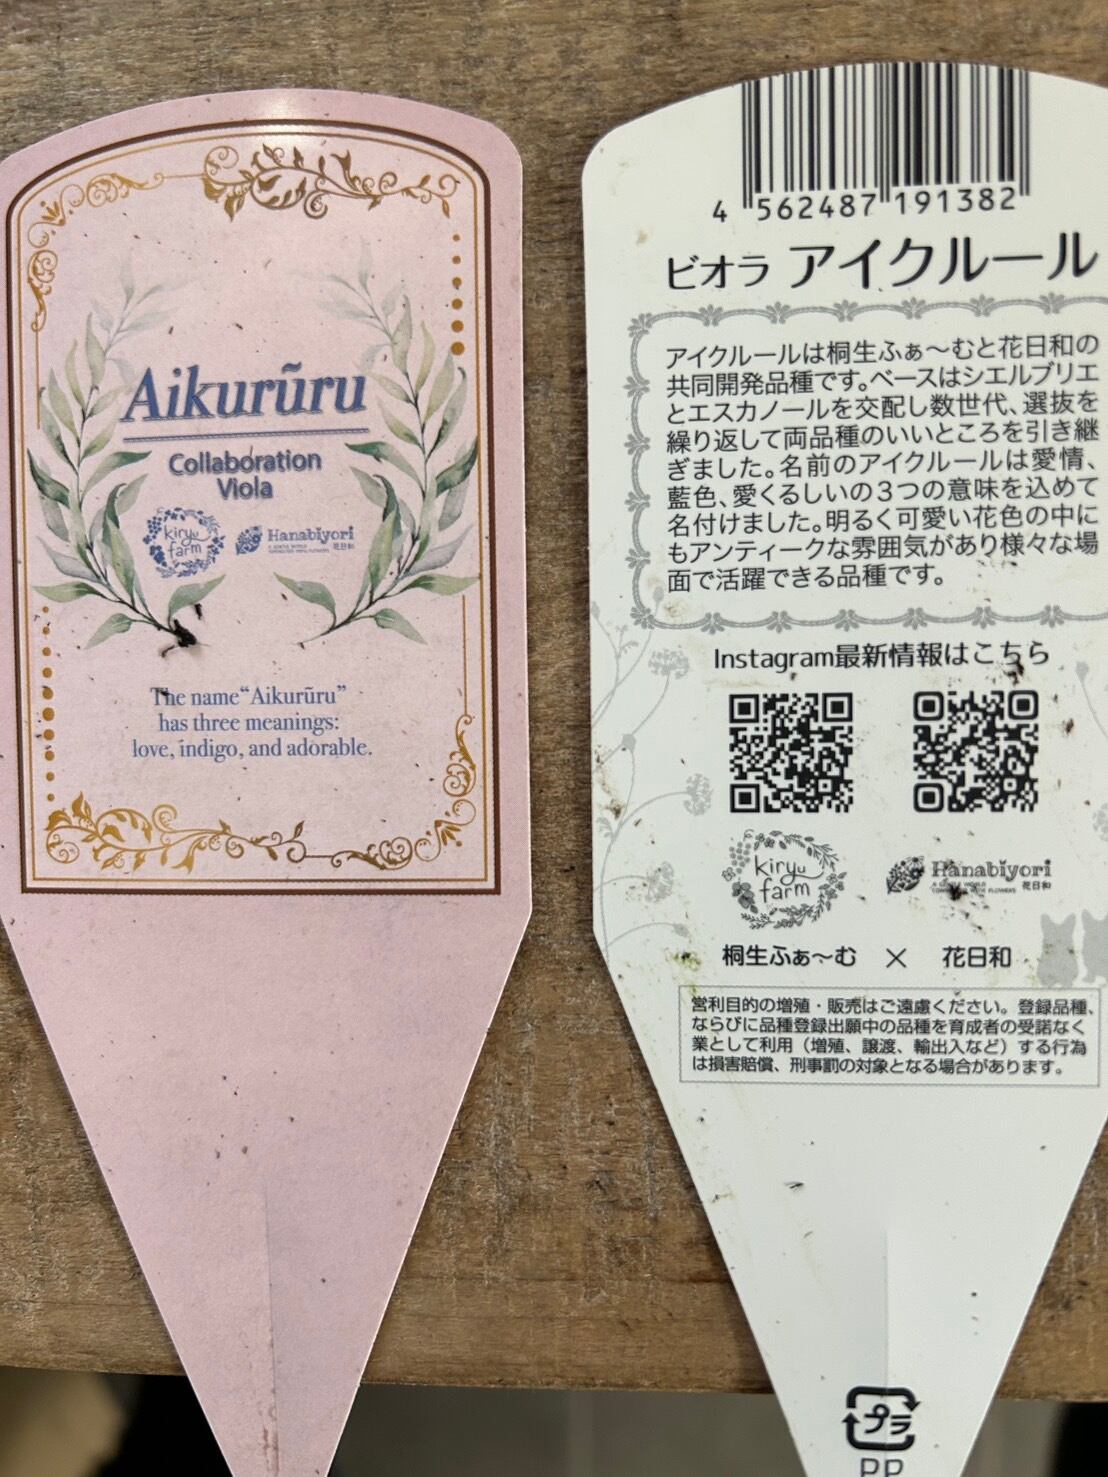 Aikurūru
Collaboration
Viola
kiryu
farm
Hanabiyori
花日和
The name“Aikurūru”
has three meanings:
love, indigo, and adorable.
4 562487 191382
ビオラ アイクルール
アイクルールは桐生ふぁ〜むと花日和の
共同開発品種です。ベースはシエルブリエ
とエスカノールを交配し数世代、選抜を
繰り返して両品種のいいところを引き継
ぎました。名前のアイクルールは愛情、
藍色、愛くるしいの3つの意味を込めて
名付けました。明るく可愛い花色の中に
もアンティークな雰囲気があり様々な場
面で活躍できる品種です。
Instagram最新情報はこちら
kiryu
farm
Hanabiyori
花日和
桐生ふぁ〜む × 花日和
営利目的の増殖・販売はご遠慮ください。登録品種、
ならびに品種登録出願中の品種を育成者の受諾なく
業として利用（増殖、譲渡、輸出入など）する行為
は損害賠償、刑事罰の対象となる場合があります。
プラ
PP